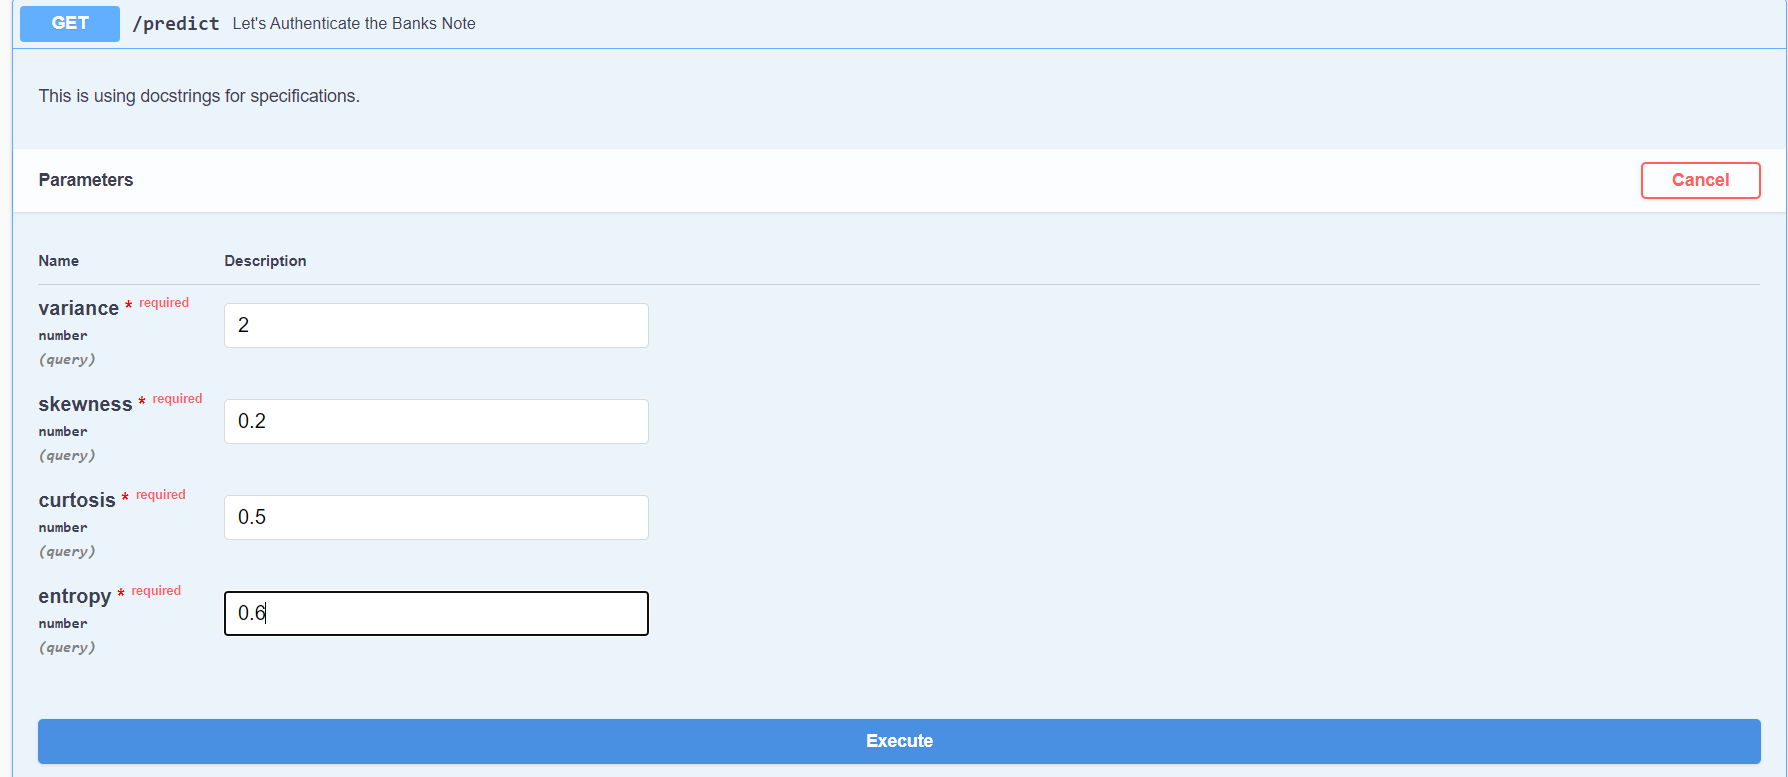 GET /predict Let's Authenticate the Banks Note
This is using docstrings for specifications.
Parameters
Cancel
Name Description
variance * required
number
(query)
2
skewness * required
number
(query)
0.2
curtosis * required
number
(query)
0.5
entropy * required
number
(query)
0.6
Execute